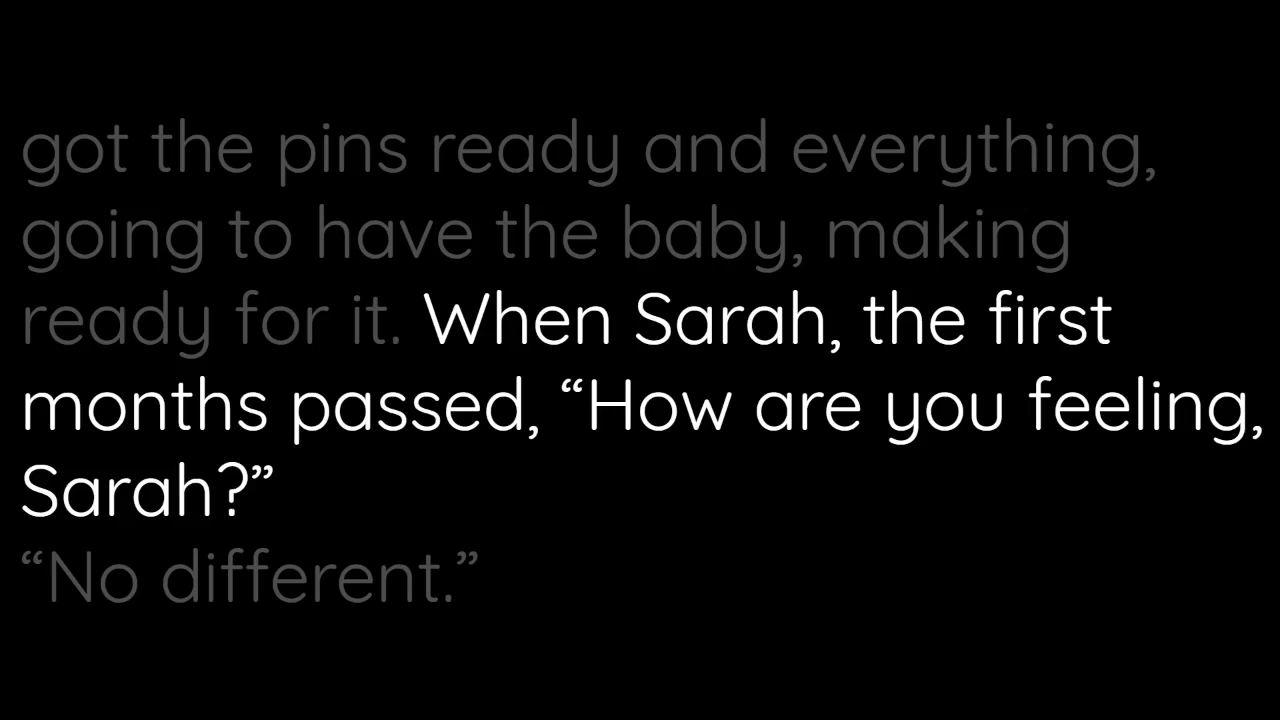 got the pins ready and everything,
going to have the baby, making
ready for it. When Sarah, the first
months passed, “How are you feeling,
Sarah?”
“No different.”